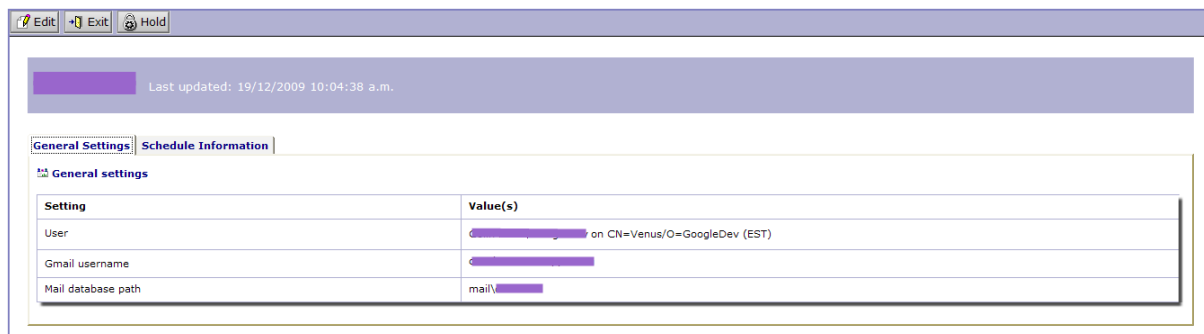 Edit Exit Hold
Last updated: 19/12/2009 10:04:38 a.m.
General Settings Schedule Information
General settings
Setting Value(s)
User on CN=Venus/O=GoogleDev (EST)
Gmail username
Mail database path mail\